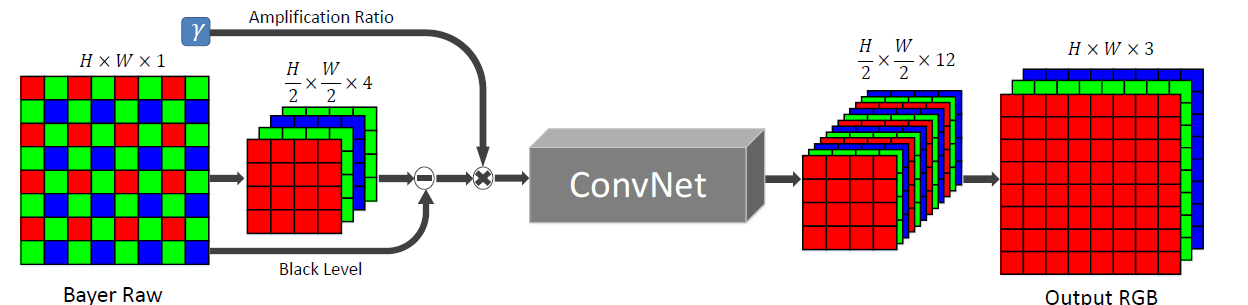 Amplification Ratio
γ
H × W × 1
H/2 × W/2 × 4
H/2 × W/2 × 12
H × W × 3
ConvNet
Black Level
Bayer Raw
Output RGB